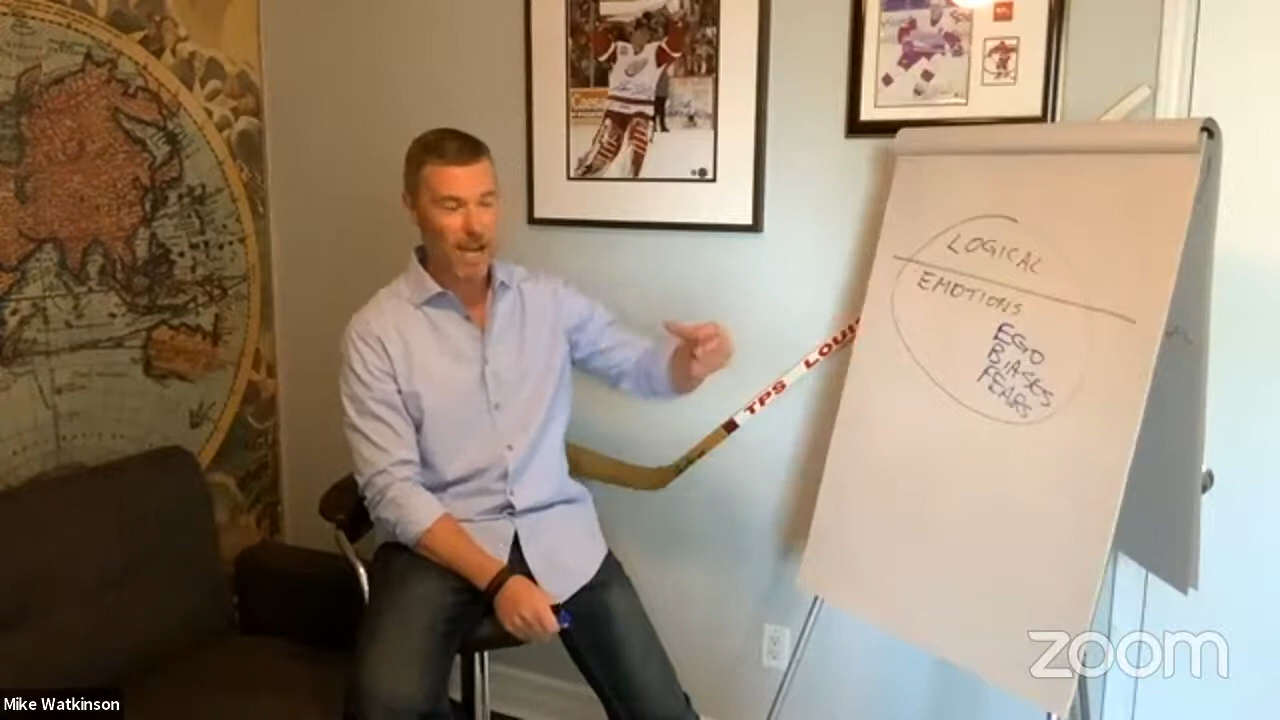 LOGICAL
EMOTIONS
EGO
BIASES
FEARS
TPS LOUI
zoom
Mike Watkinson